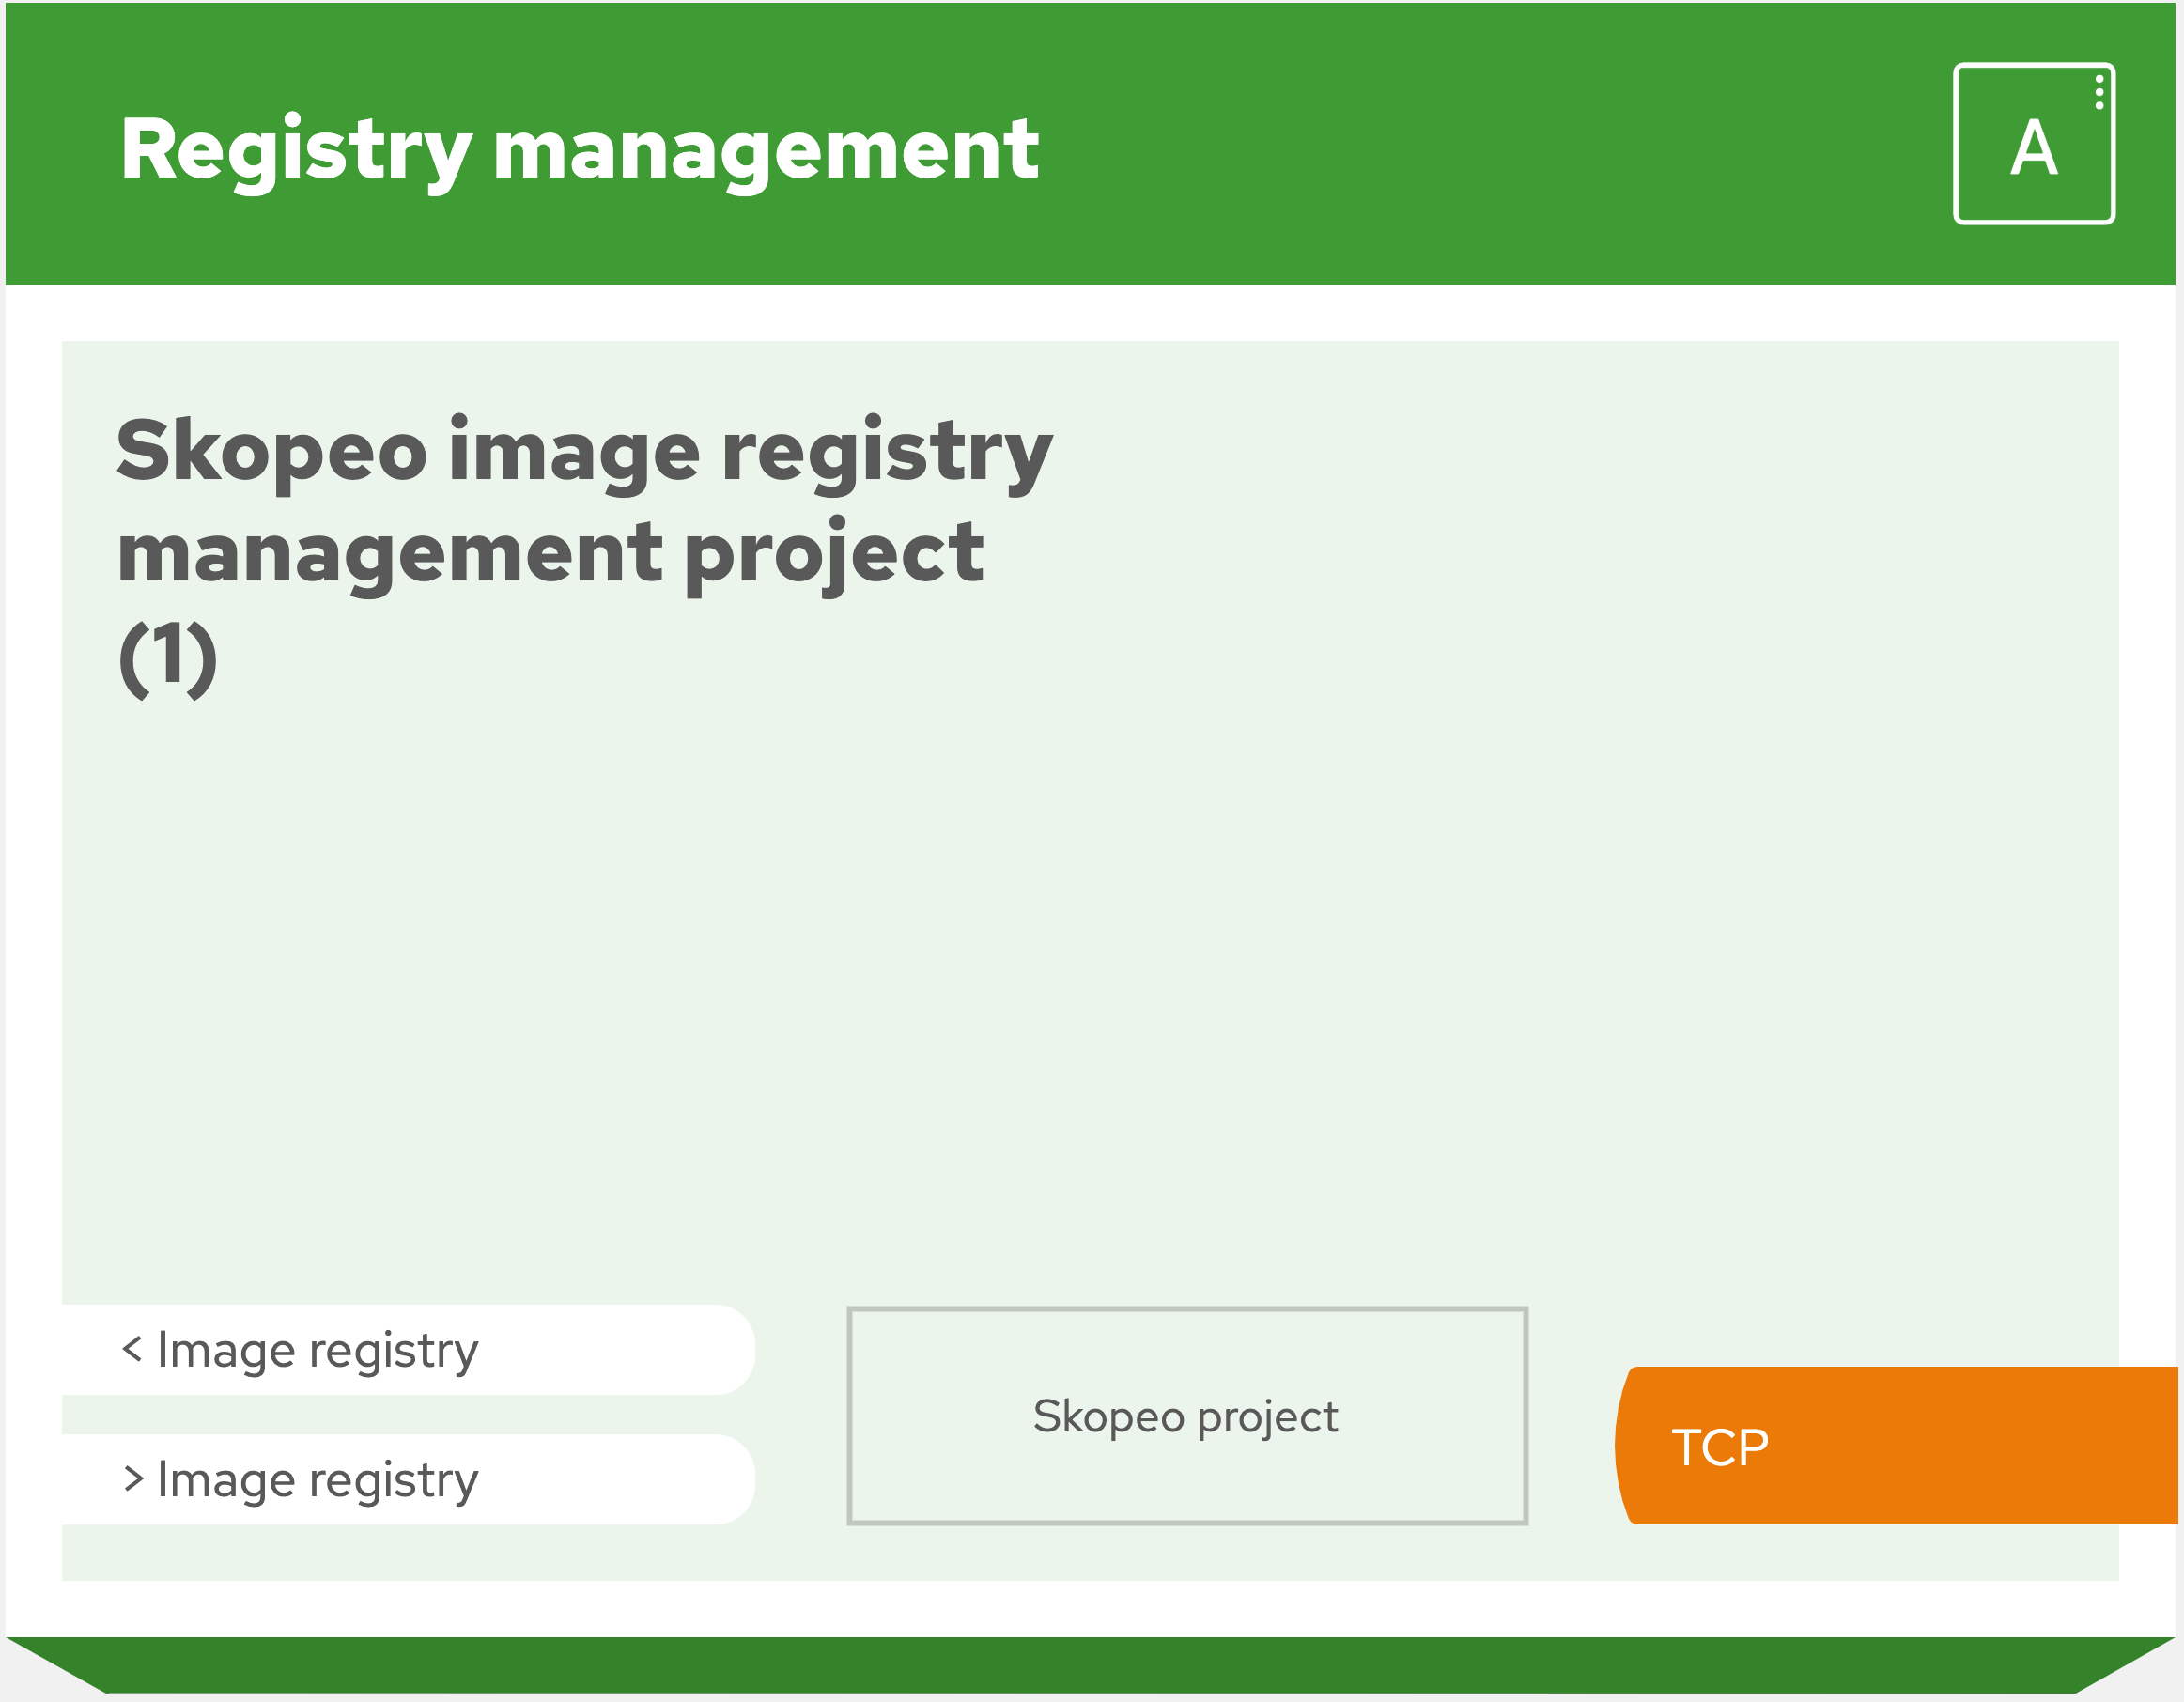 Registry management
A
Skopeo image registry
management project
(1)
< Image registry
> Image registry
Skopeo project
TCP